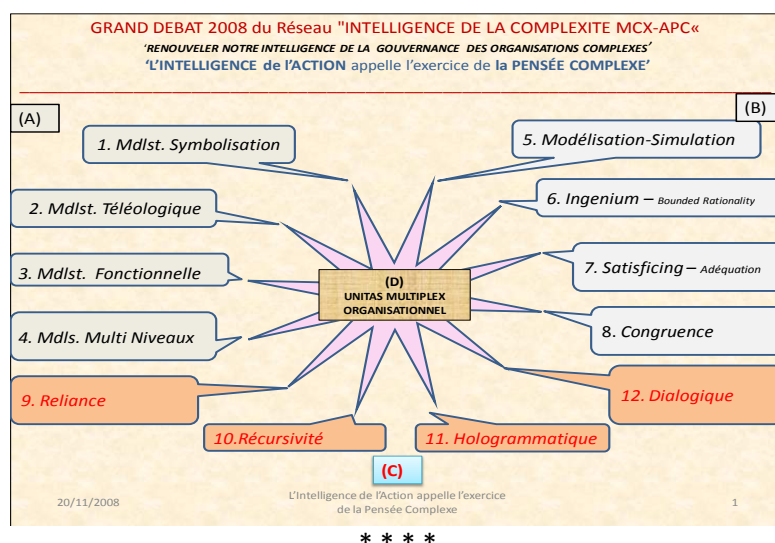 GRAND DEBAT 2008 du Réseau "INTELLIGENCE DE LA COMPLEXITE MCX-APC«
‘RENOUVELER NOTRE INTELLIGENCE DE LA GOUVERNANCE DES ORGANISATIONS COMPLEXES’
‘L’INTELLIGENCE de l’ACTION appelle l’exercice de la PENSÉE COMPLEXE’
(A)
(B)
1. Mdlst. Symbolisation
5. Modélisation-Simulation
2. Mdlst. Téléologique
6. Ingenium – Bounded Rationality
3. Mdlst. Fonctionnelle
7. Satisficing – Adéquation
(D)
UNITAS MULTIPLEX
ORGANISATIONNEL
4. Mdls. Multi Niveaux
8. Congruence
9. Reliance
12. Dialogique
10.Récursivité
11. Hologrammatique
(C)
20/11/2008
L’Intelligence de l’Action appelle l’exercice
de la Pensée Complexe
1
* * * *